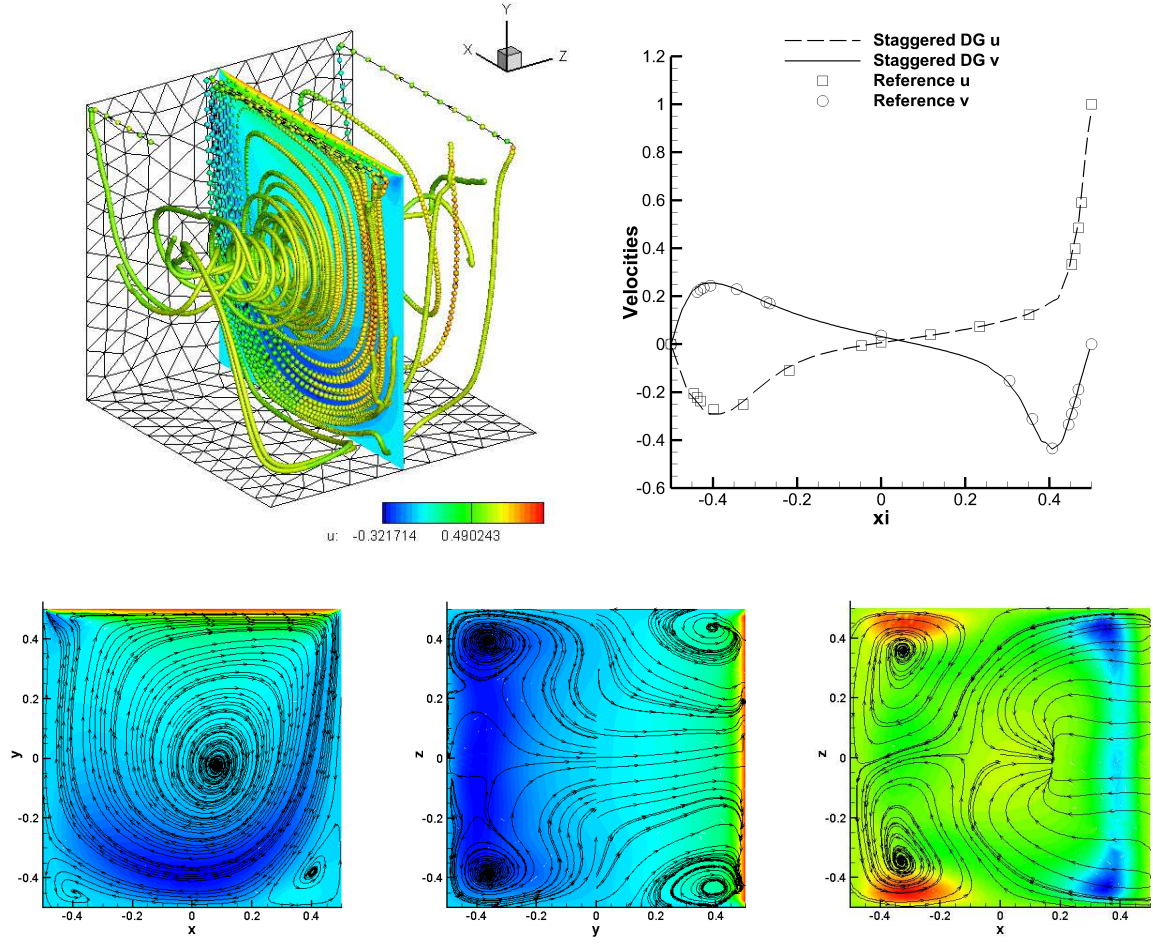 Y
X
Z
u: -0.321714 0.490243
Staggered DG u
Staggered DG v
Reference u
Reference v
1.2
1
0.8
0.6
0.4
0.2
0
-0.2
-0.4
-0.6
Velocities
-0.4 -0.2 0 0.2 0.4
xi
0.4
0.2
0
-0.2
-0.4
y
-0.4 -0.2 0 0.2 0.4
x
0.4
0.2
0
-0.2
-0.4
z
-0.4 -0.2 0 0.2 0.4
y
0.4
0.2
0
-0.2
-0.4
z
-0.4 -0.2 0 0.2 0.4
x